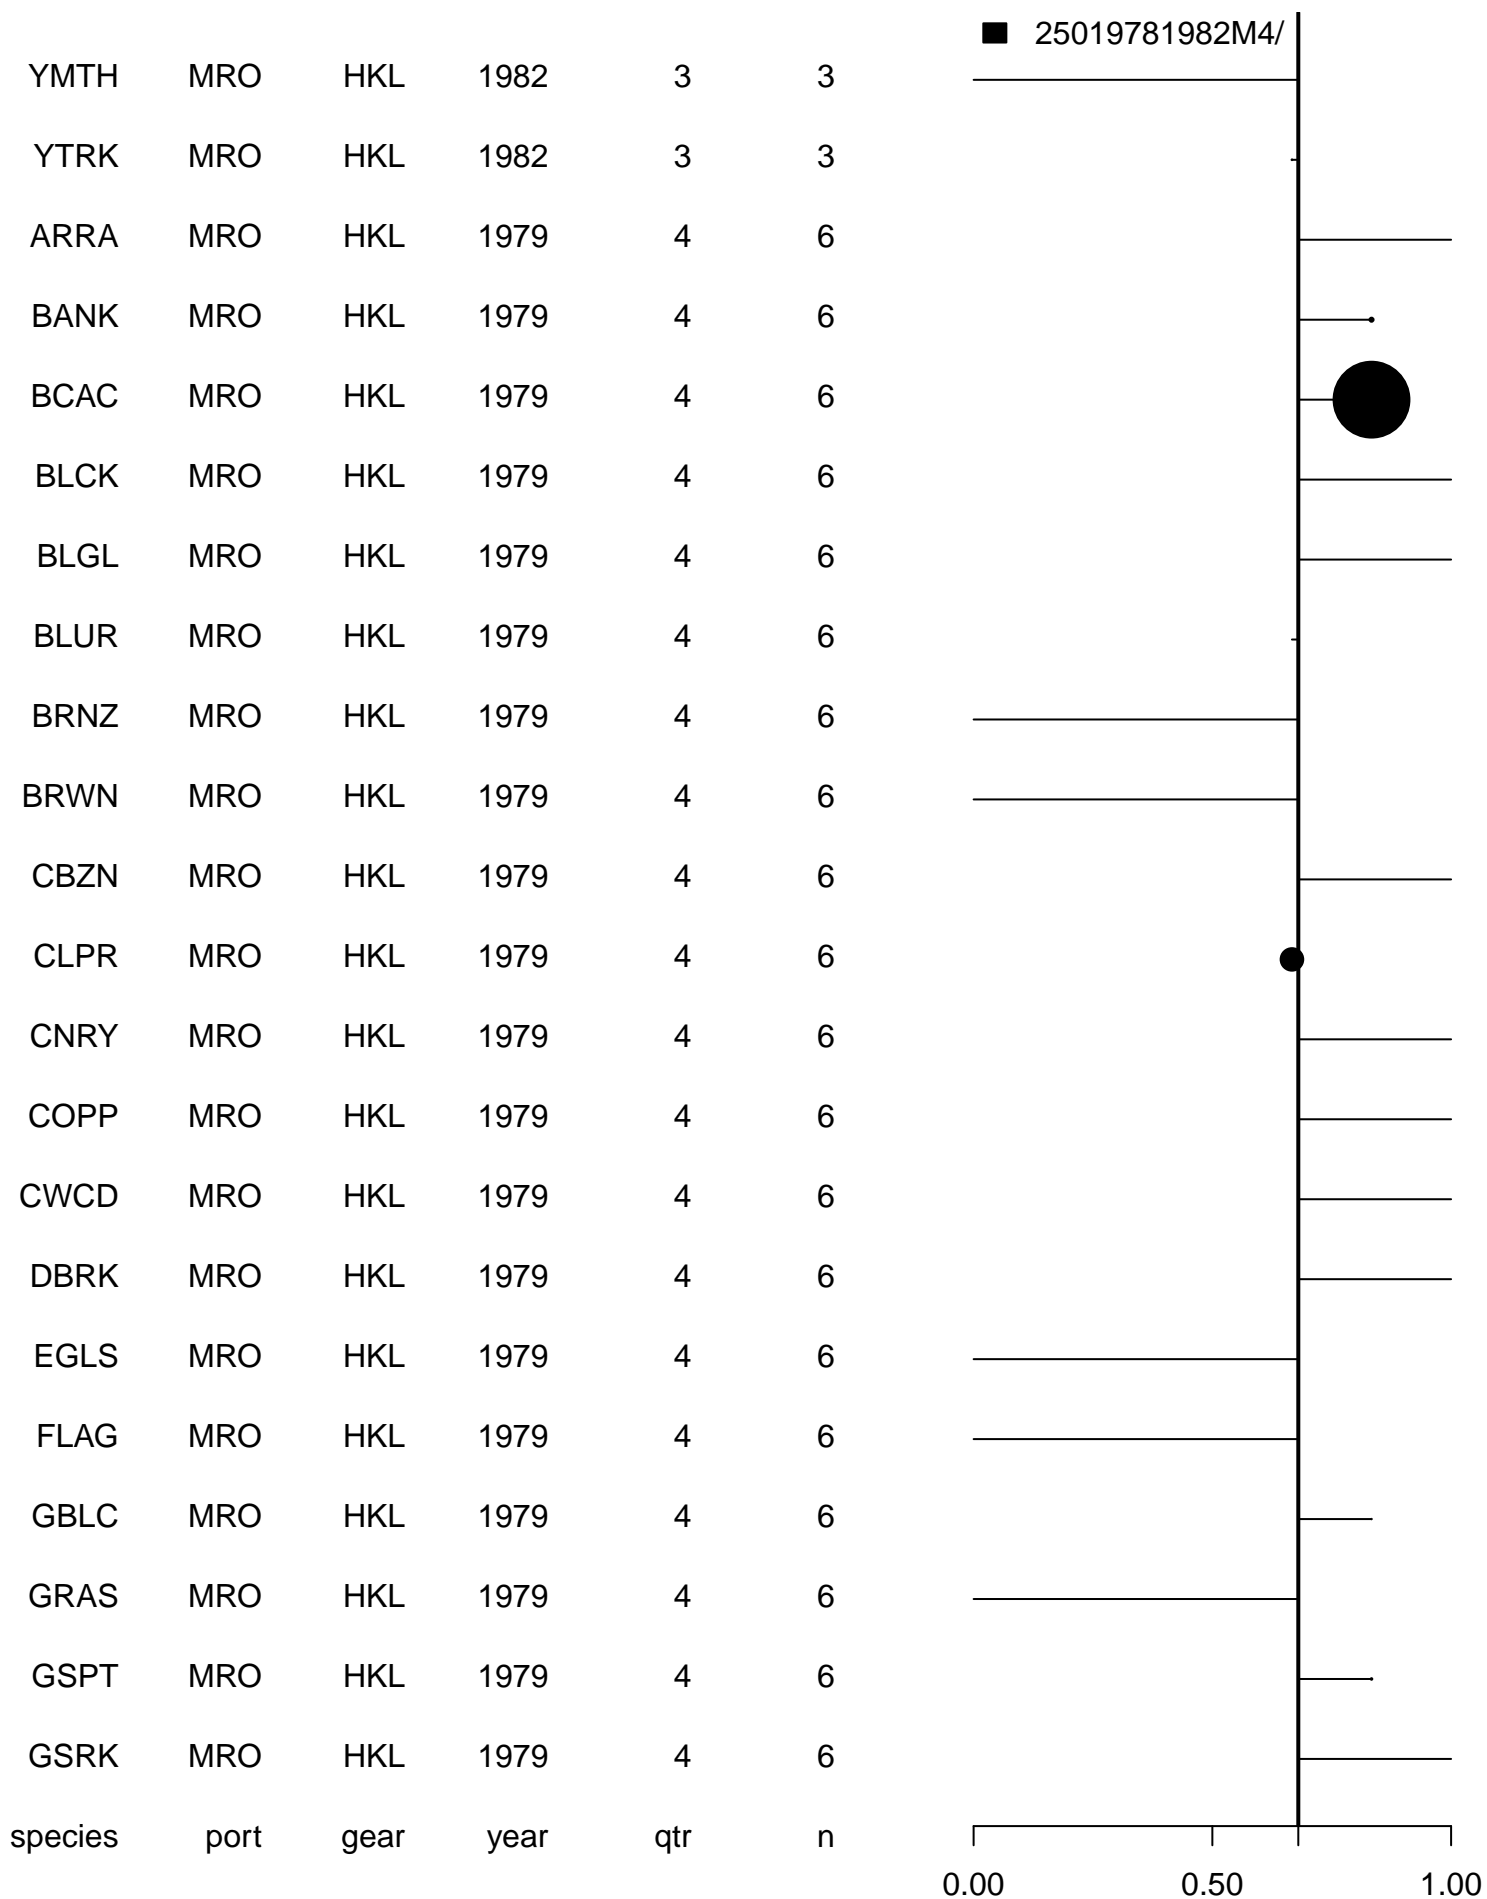 25019781982M4/
YMTH MRO HKL 1982 3 3
YTRK MRO HKL 1982 3 3
ARRA MRO HKL 1979 4 6
BANK MRO HKL 1979 4 6
BCAC MRO HKL 1979 4 6
BLCK MRO HKL 1979 4 6
BLGL MRO HKL 1979 4 6
BLUR MRO HKL 1979 4 6
BRNZ MRO HKL 1979 4 6
BRWN MRO HKL 1979 4 6
CBZN MRO HKL 1979 4 6
CLPR MRO HKL 1979 4 6
CNRY MRO HKL 1979 4 6
COPP MRO HKL 1979 4 6
CWCD MRO HKL 1979 4 6
DBRK MRO HKL 1979 4 6
EGLS MRO HKL 1979 4 6
FLAG MRO HKL 1979 4 6
GBLC MRO HKL 1979 4 6
GRAS MRO HKL 1979 4 6
GSPT MRO HKL 1979 4 6
GSRK MRO HKL 1979 4 6
species port gear year qtr n
0.00 0.50 1.00